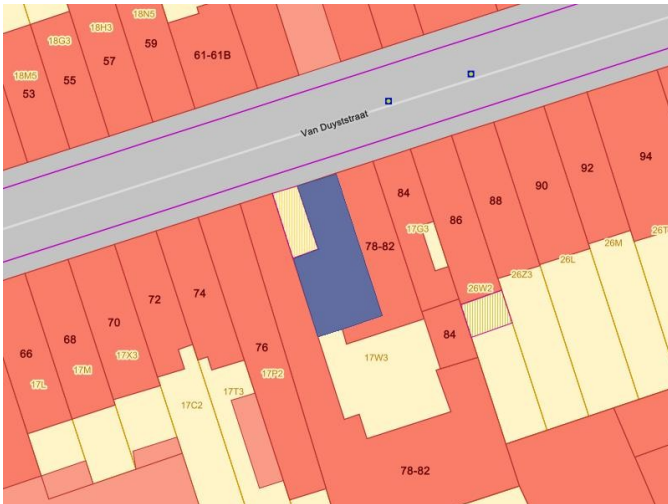 18N5
18H3
18G3
18M5
59
61-61B
57
55
53
Van Duyststraat
94
92
90
88
86
84
17G3
78-82
26T
26M
26L
26Z3
26W2
84
17W3
74
72
70
68
66
76
17P2
17T3
17X3
17M
17L
17C2
78-82